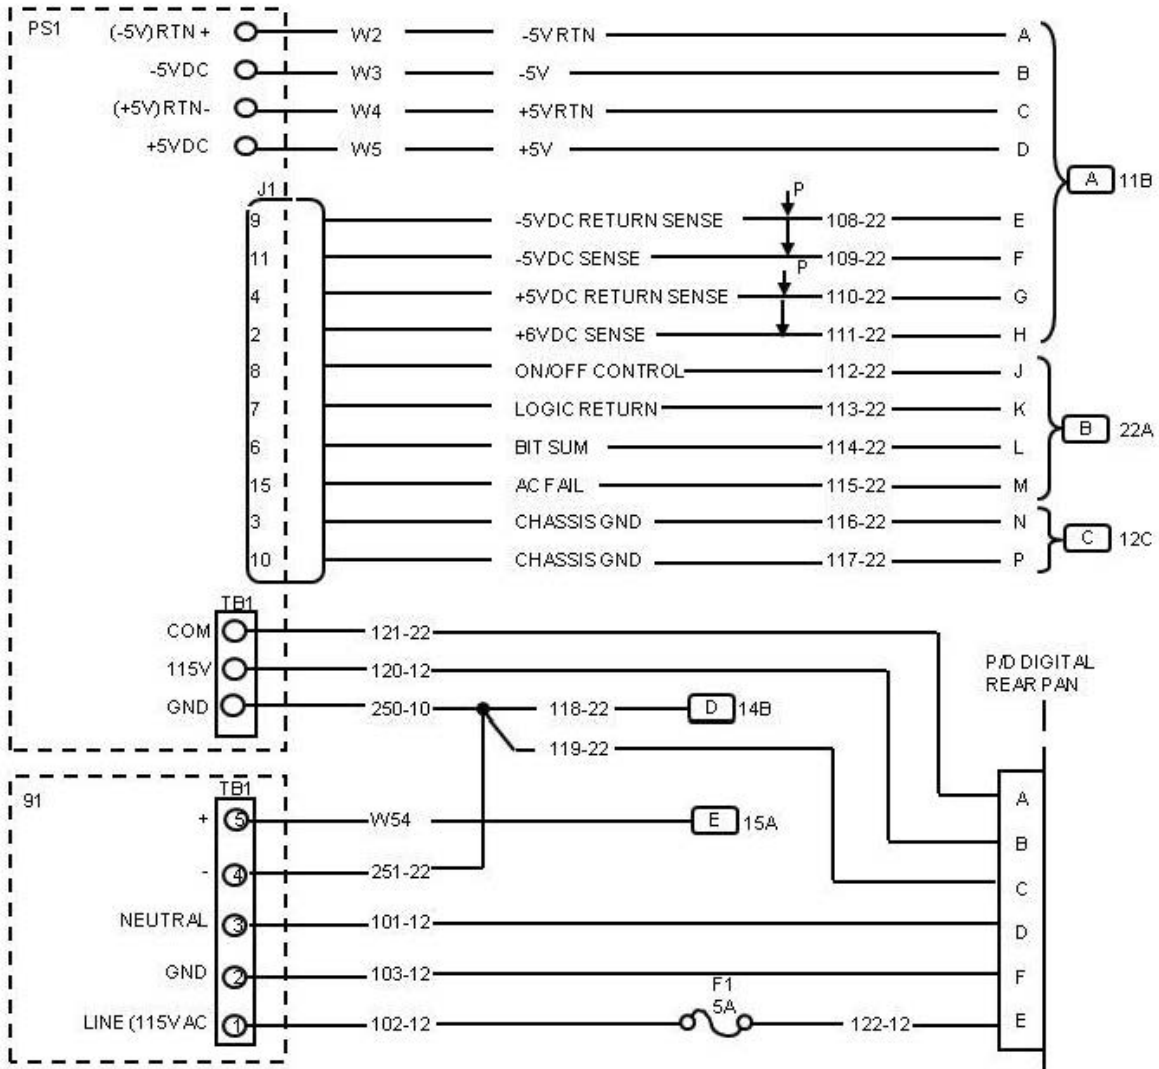 PS1 (-5V)RTN + W2 -5VRTN A
-5VDC W3 -5V B
(+5V)RTN- W4 +5VRTN C
+5VDC W5 +5V D
A 11B
J1 P
9 -5VDC RETURN SENSE 108-22 E
11 -5VDC SENSE 109-22 F
P
4 +5VDC RETURN SENSE 110-22 G
2 +6VDC SENSE 111-22 H
8 ON/OFF CONTROL 112-22 J
7 LOGIC RETURN 113-22 K
B 22A
6 BIT SUM 114-22 L
15 AC FAIL 115-22 M
3 CHASSIS GND 116-22 N
C 12C
10 CHASSIS GND 117-22 P
TB1
COM 121-22
115V 120-12
P/D DIGITAL
REAR PAN
GND 250-10 118-22 D 14B
119-22
91 TB1
A
+ 5 W54 E 15A
B
- 4 251-22
C
NEUTRAL 3 101-12 D
GND 2 103-12 F
F1
5A
LINE (115VAC 1 102-12 122-12 E